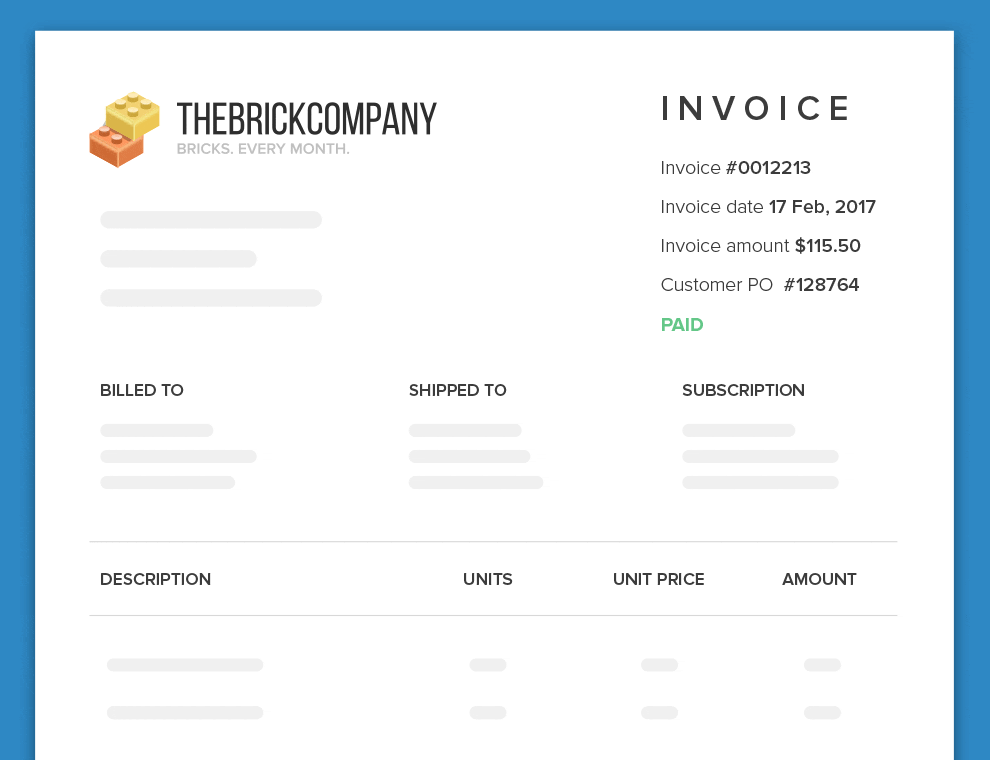 THEBRICKCOMPANY
BRICKS. EVERY MONTH.
INVOICE
Invoice #0012213
Invoice date 17 Feb, 2017
Invoice amount $115.50
Customer PO #128764
PAID
BILLED TO
SHIPPED TO
SUBSCRIPTION
DESCRIPTION UNITS UNIT PRICE AMOUNT